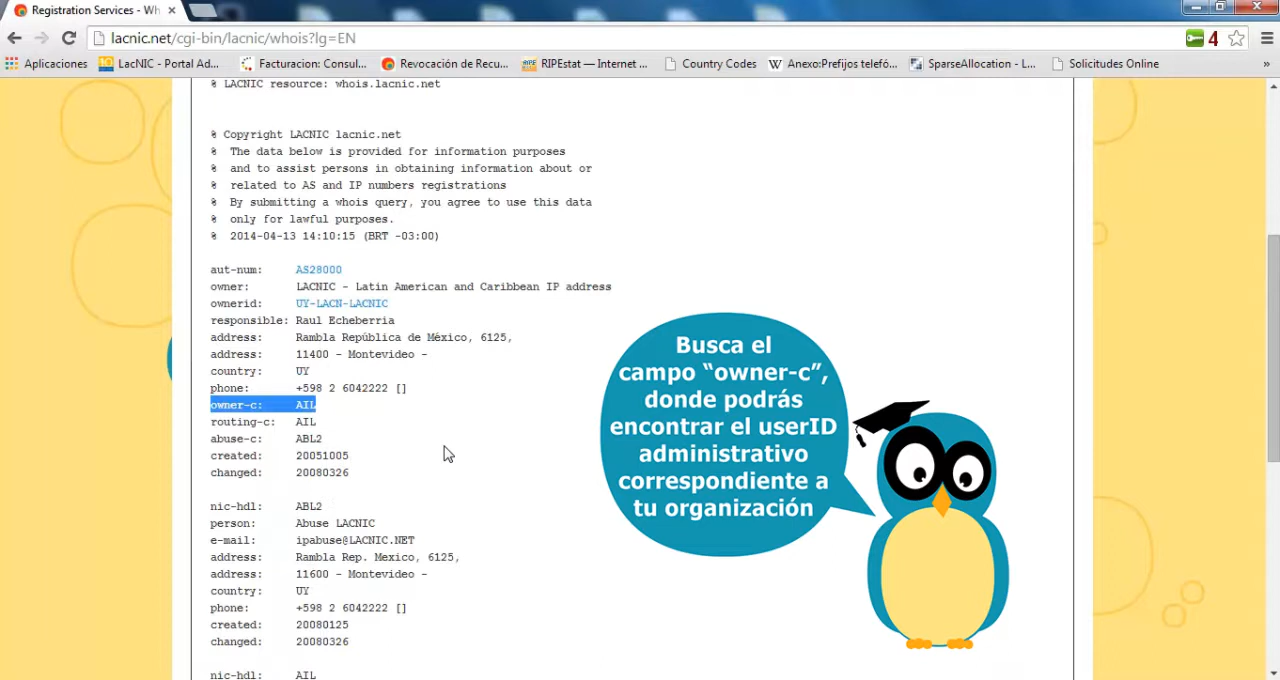 Registration Services - Wh
lacnic.net/cgi-bin/lacnic/whois?lg=EN
4
Aplicaciones
LacNIC - Portal Ad...
Facturacion: Consul...
Revocación de Recu...
RIPEstat — Internet ...
Country Codes
Anexo:Prefijos telefó...
SparseAllocation - L...
Solicitudes Online
»
% LACNIC resource: whois.lacnic.net
% Copyright LACNIC lacnic.net
% The data below is provided for information purposes
% and to assist persons in obtaining information about or
% related to AS and IP numbers registrations
% By submitting a whois query, you agree to use this data
% only for lawful purposes.
% 2014-04-13 14:10:15 (BRT -03:00)
aut-num: AS28000
owner: LACNIC - Latin American and Caribbean IP address
ownerid: UY-LACN-LACNIC
responsible: Raul Echeberria
address: Rambla República de México, 6125,
address: 11400 - Montevideo -
country: UY
phone: +598 2 6042222 []
owner-c: AIL
routing-c: AIL
abuse-c: ABL2
created: 20051005
changed: 20080326
nic-hdl: ABL2
person: Abuse LACNIC
e-mail: ipabuse@LACNIC.NET
address: Rambla Rep. Mexico, 6125,
address: 11600 - Montevideo -
country: UY
phone: +598 2 6042222 []
created: 20080125
changed: 20080326
nic-hdl: AIL
Busca el
campo “owner-c”,
donde podrás
encontrar el userID
administrativo
correspondiente a
tu organización